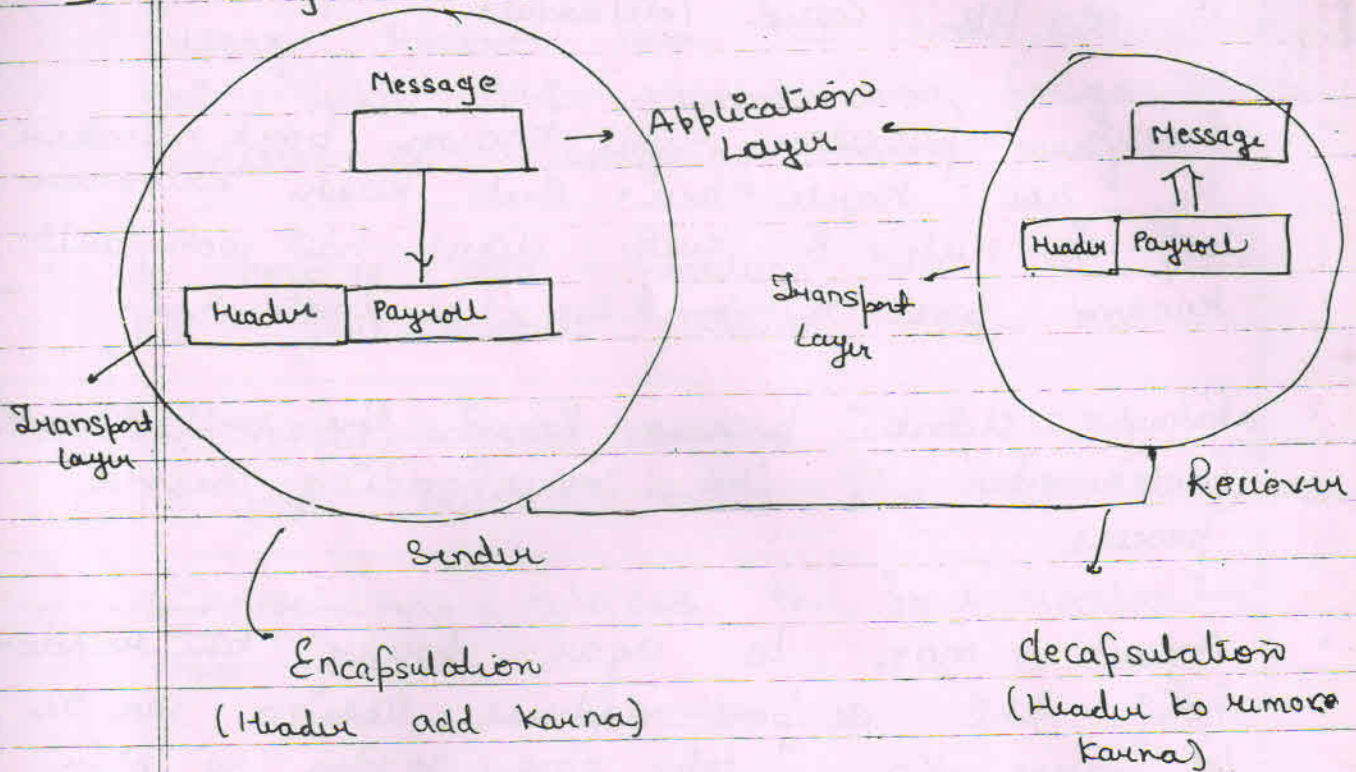 Message
Application
Layer
Message
Header Payroll
Header Payroll
Transport
Layer
Transport
Layer
Reciever
Sender
Encapsulation
(Header add karna)
decapsulation
(Header ko remove
karna)